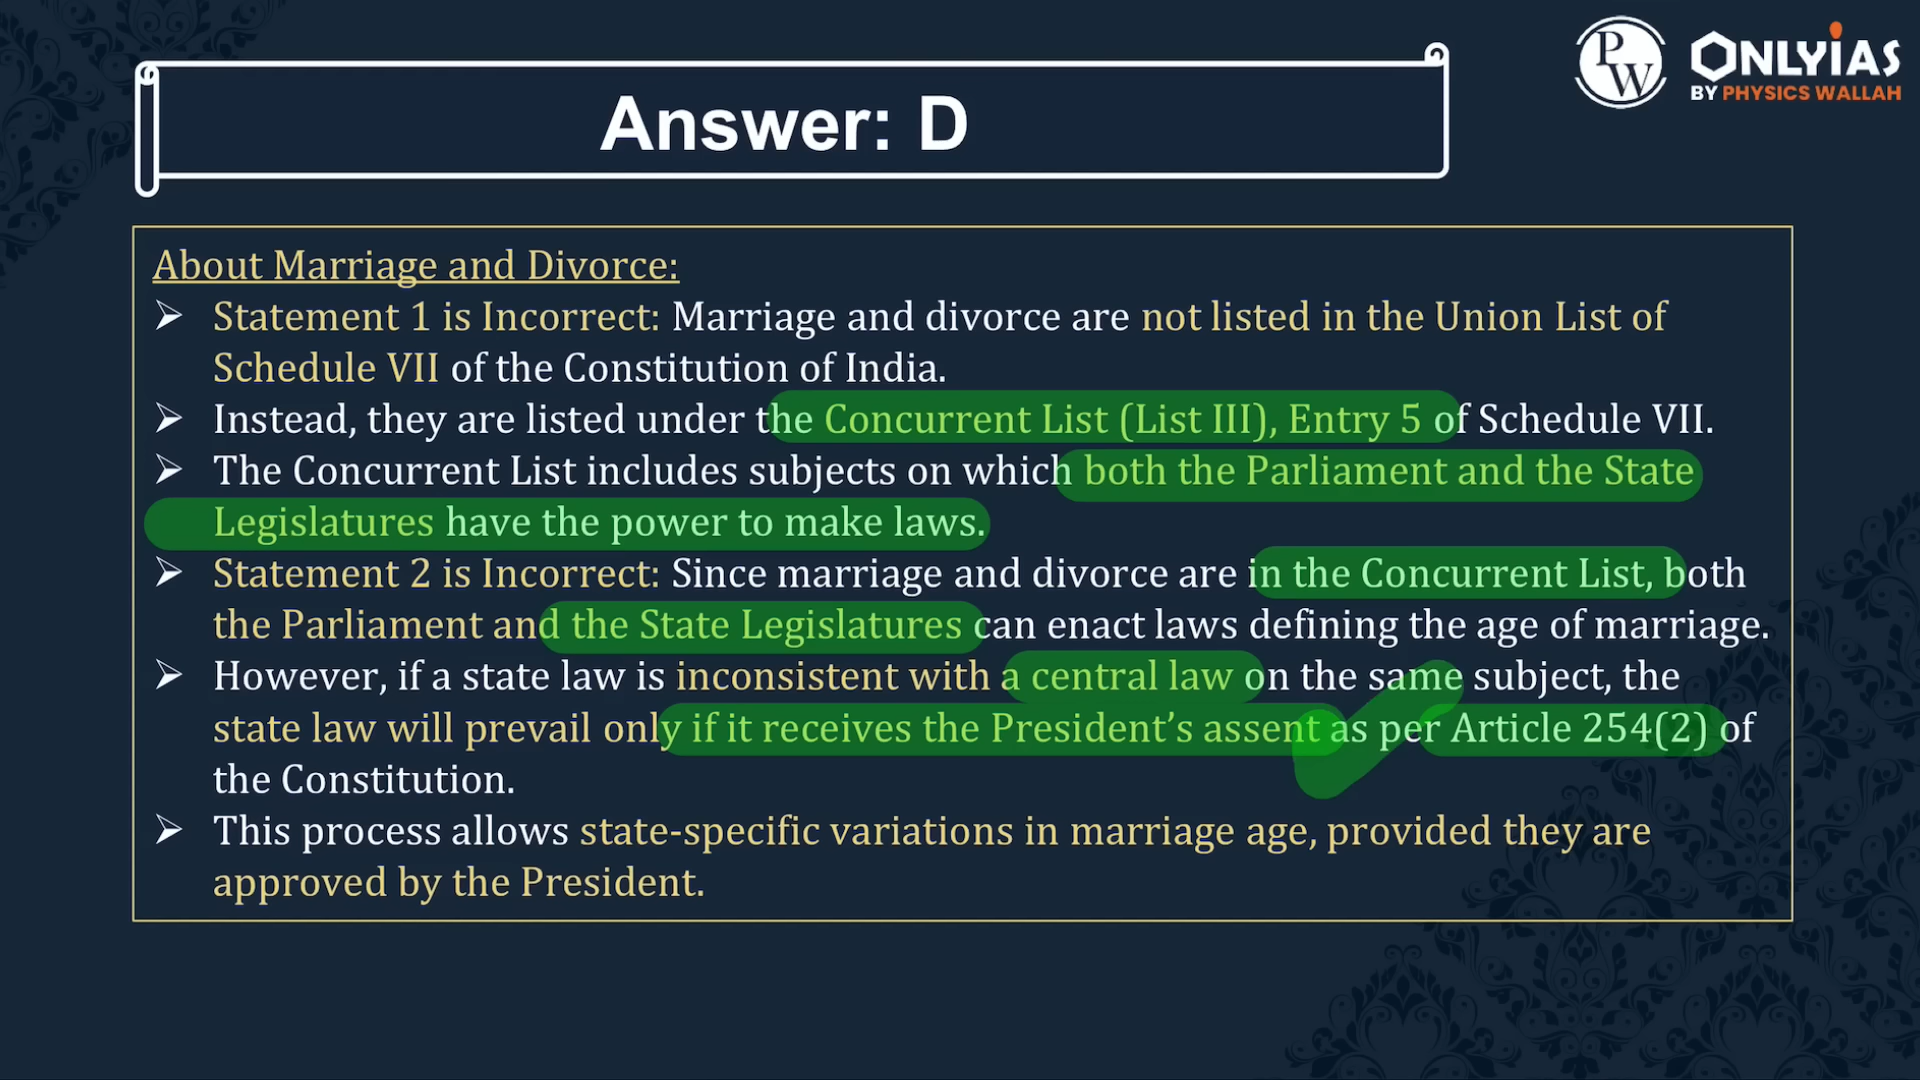 PW
ONLYIAS
BY PHYSICS WALLAH
Answer: D
About Marriage and Divorce:
➢ Statement 1 is Incorrect: Marriage and divorce are not listed in the Union List of
Schedule VII of the Constitution of India.
➢ Instead, they are listed under the Concurrent List (List III), Entry 5 of Schedule VII.
➢ The Concurrent List includes subjects on which both the Parliament and the State
Legislatures have the power to make laws.
➢ Statement 2 is Incorrect: Since marriage and divorce are in the Concurrent List, both
the Parliament and the State Legislatures can enact laws defining the age of marriage.
➢ However, if a state law is inconsistent with a central law on the same subject, the
state law will prevail only if it receives the President’s assent as per Article 254(2) of
the Constitution.
➢ This process allows state-specific variations in marriage age, provided they are
approved by the President.